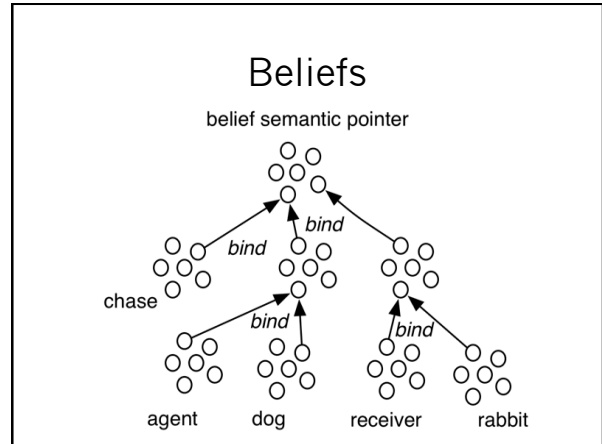 Beliefs
belief semantic pointer
bind
bind
chase
bind
bind
agent dog receiver rabbit